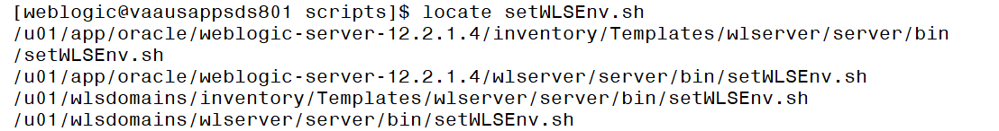 [weblogic@vaausappsds801 scripts]$ locate setWLSEnv.sh
/u01/app/oracle/weblogic-server-12.2.1.4/inventory/Templates/wlserver/server/bin
/setWLSEnv.sh
/u01/app/oracle/weblogic-server-12.2.1.4/wlserver/server/bin/setWLSEnv.sh
/u01/wlsdomains/inventory/Templates/wlserver/server/bin/setWLSEnv.sh
/u01/wlsdomains/wlserver/server/bin/setWLSEnv.sh